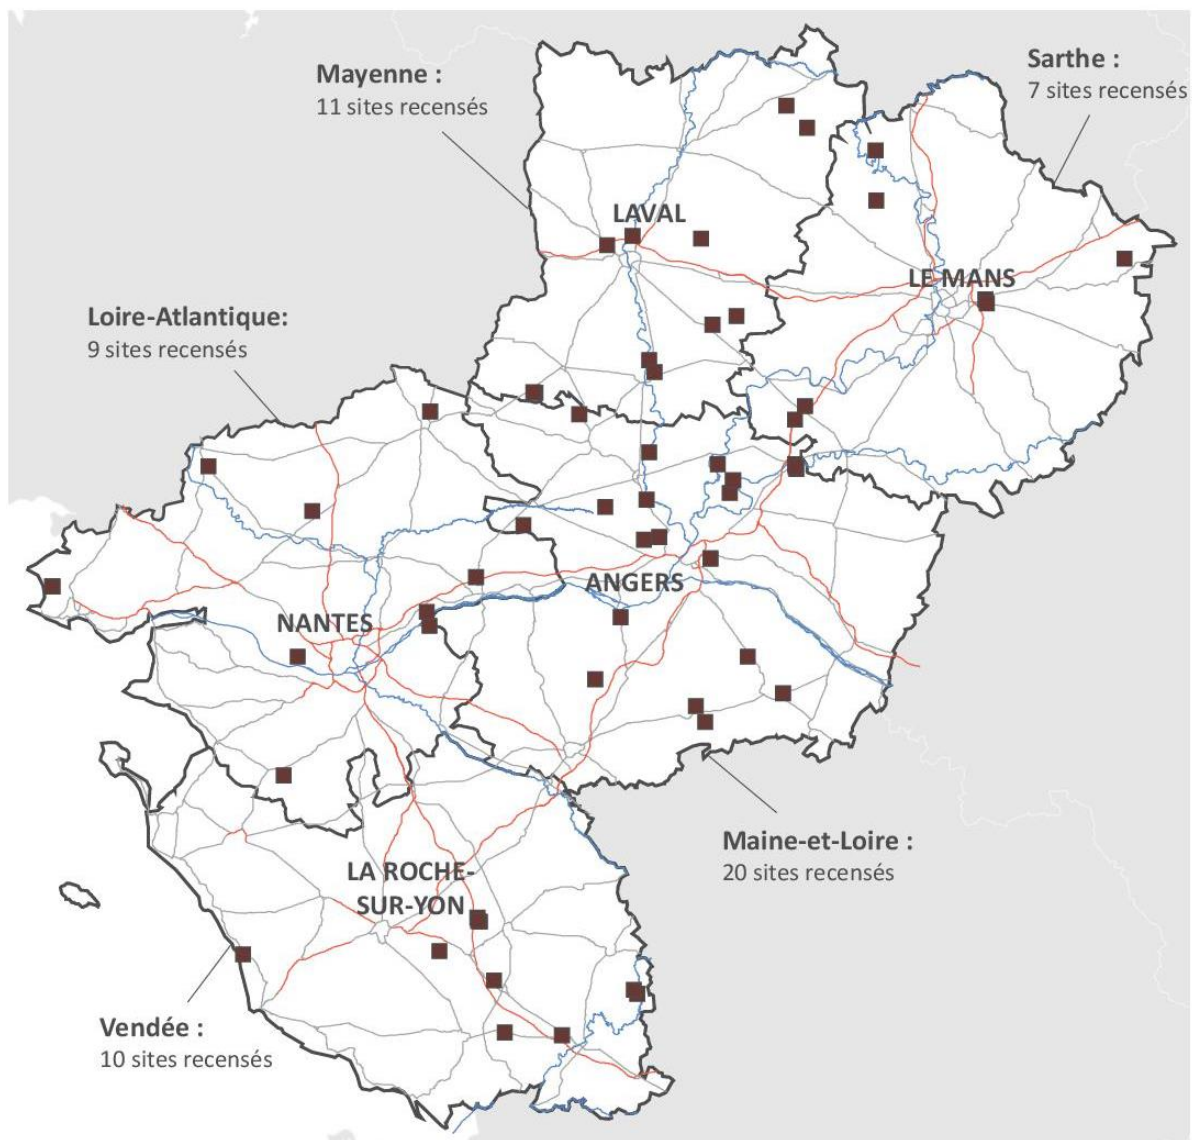 Mayenne :
11 sites recensés
Sarthe :
7 sites recensés
LAVAL
LE MANS
Loire-Atlantique:
9 sites recensés
ANGERS
NANTES
Maine-et-Loire :
20 sites recensés
LA ROCHE-
SUR-YON
Vendée :
10 sites recensés